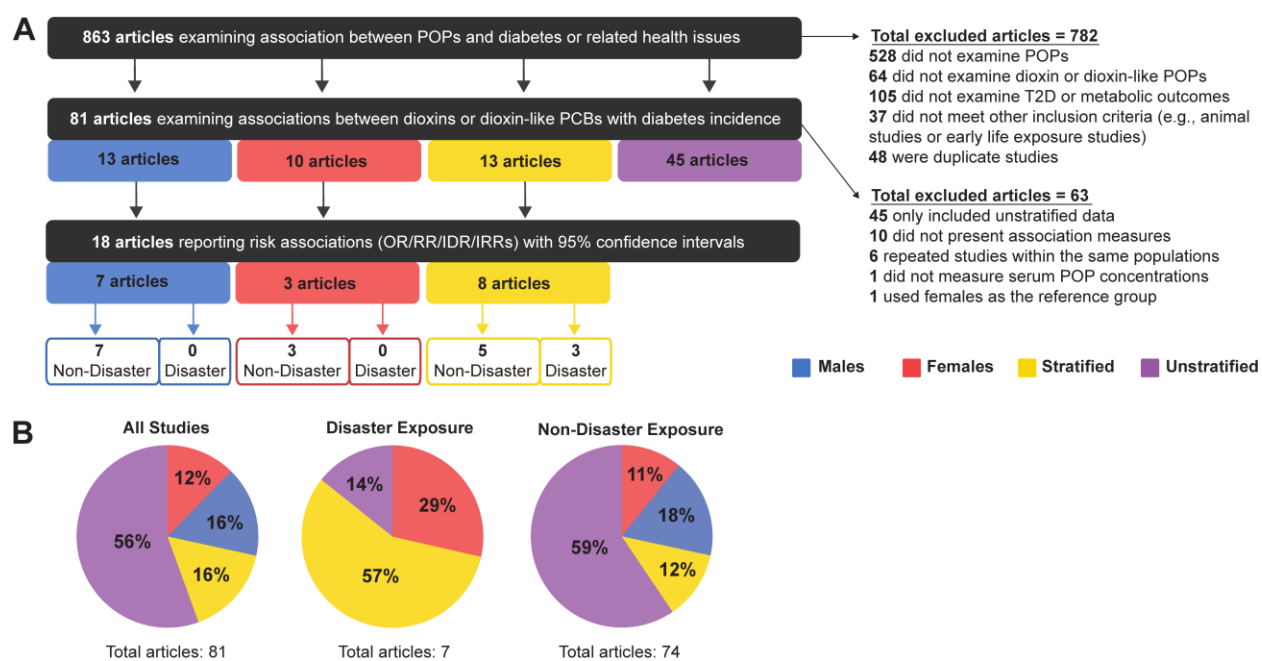 A
863 articles examining association between POPs and diabetes or related health issues
Total excluded articles = 782
528 did not examine POPs
64 did not examine dioxin or dioxin-like POPs
105 did not examine T2D or metabolic outcomes
37 did not meet other inclusion criteria (e.g., animal
studies or early life exposure studies)
48 were duplicate studies
81 articles examining associations between dioxins or dioxin-like PCBs with diabetes incidence
13 articles
10 articles
13 articles
45 articles
Total excluded articles = 63
45 only included unstratified data
10 did not present association measures
6 repeated studies within the same populations
1 did not measure serum POP concentrations
1 used females as the reference group
18 articles reporting risk associations (OR/RR/IDR/IRRs) with 95% confidence intervals
7 articles
3 articles
8 articles
7
Non-Disaster
0
Disaster
3
Non-Disaster
0
Disaster
5
Non-Disaster
3
Disaster
Males
Females
Stratified
Unstratified
B
All Studies
12%
16%
16%
56%
Total articles: 81
Disaster Exposure
14%
29%
57%
Total articles: 7
Non-Disaster Exposure
11%
18%
12%
59%
Total articles: 74